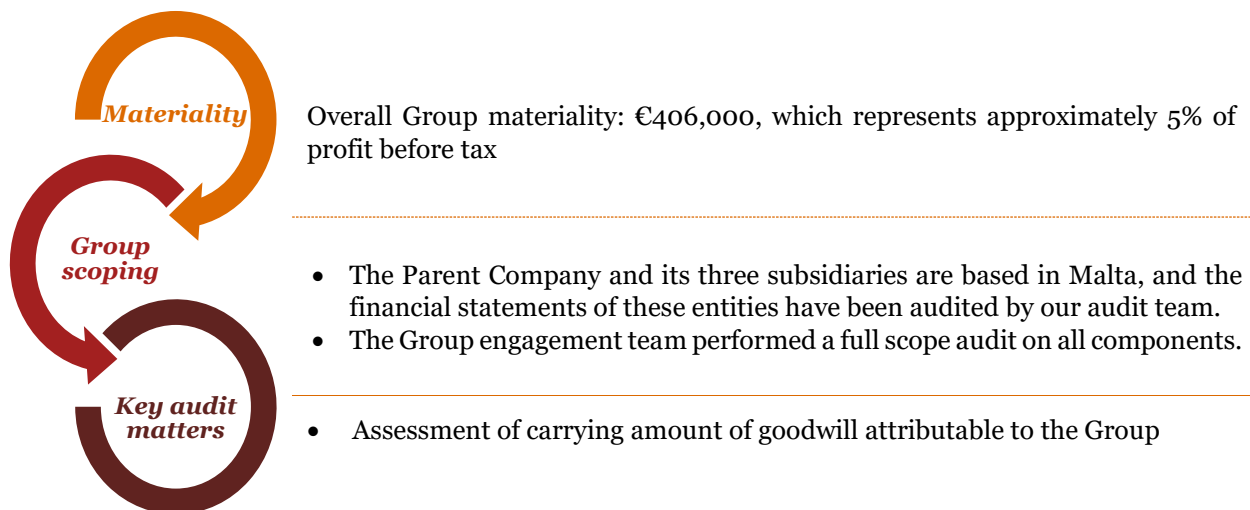 Materiality
Overall Group materiality: €406,000, which represents approximately 5% of
profit before tax
Group
scoping
• The Parent Company and its three subsidiaries are based in Malta, and the
financial statements of these entities have been audited by our audit team.
• The Group engagement team performed a full scope audit on all components.
Key audit
matters
• Assessment of carrying amount of goodwill attributable to the Group